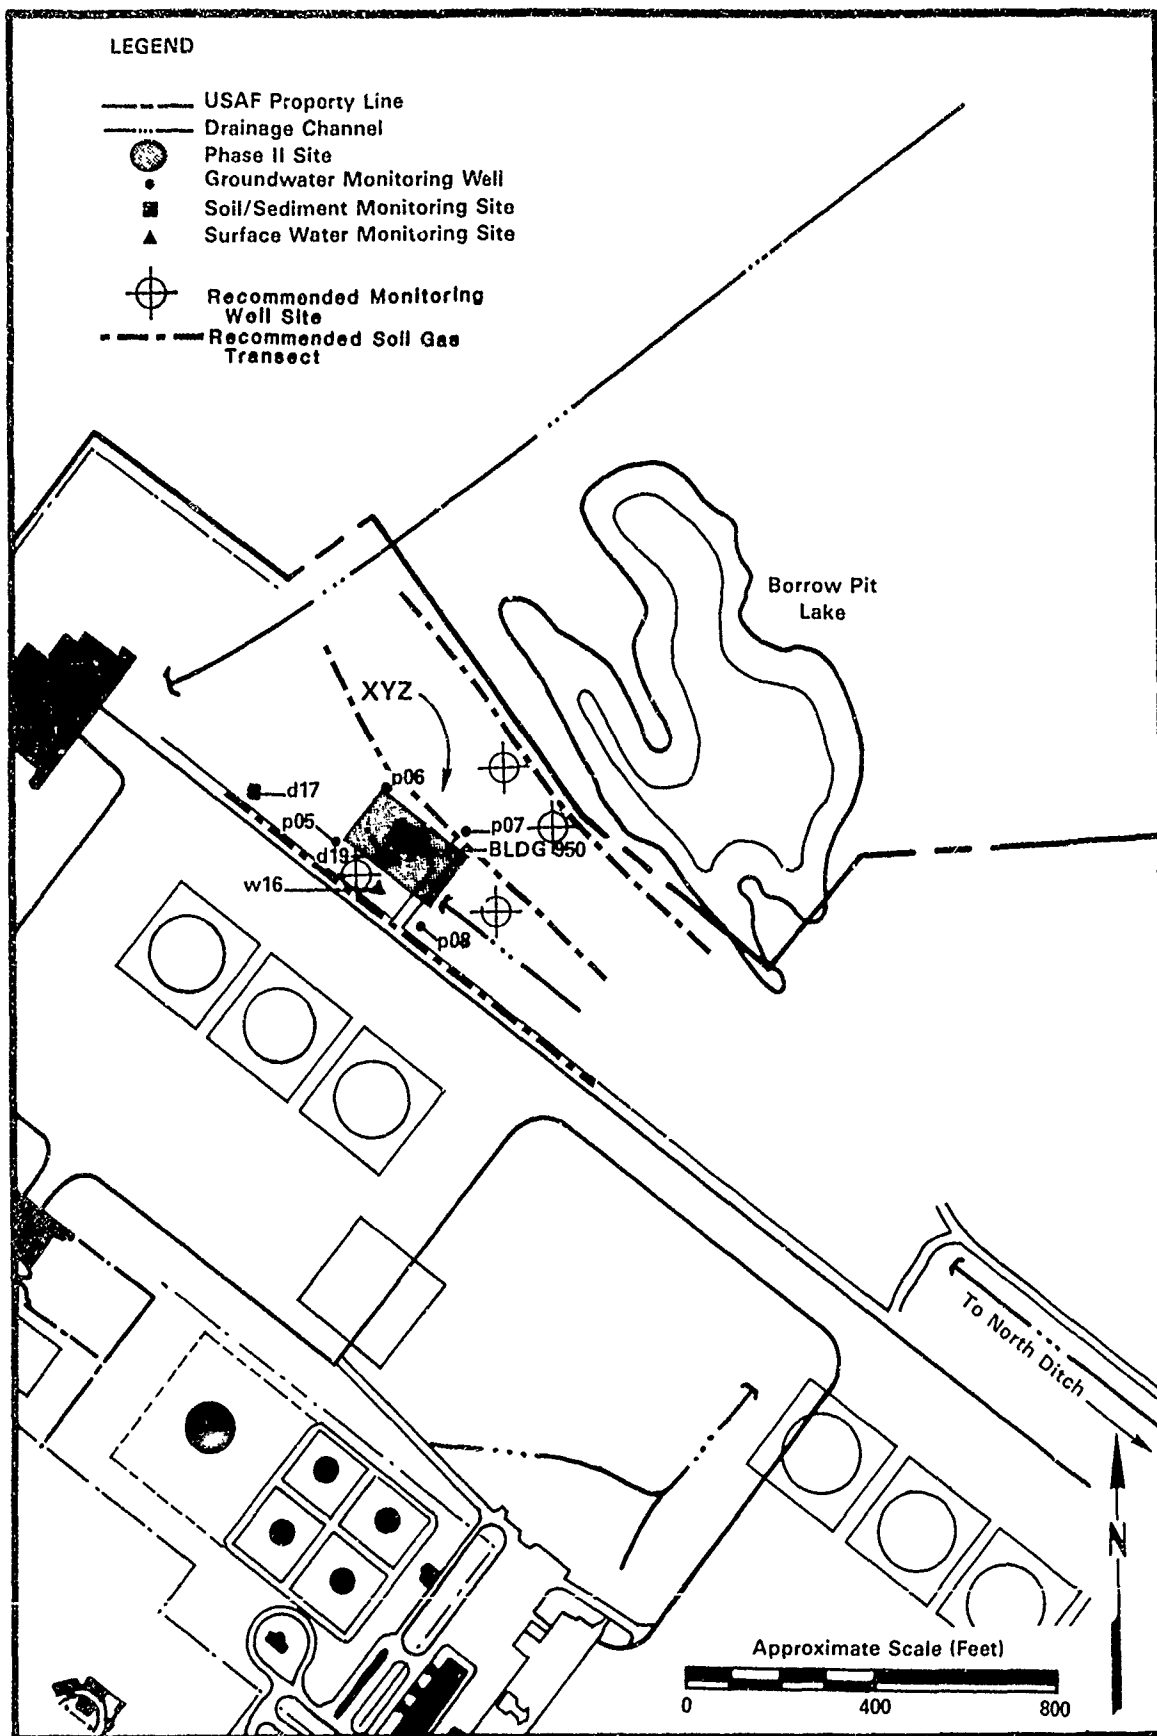 LEGEND
USAF Property Line
Drainage Channel
Phase II Site
Groundwater Monitoring Well
Soil/Sediment Monitoring Site
Surface Water Monitoring Site
Recommended Monitoring
Well Site
Recommended Soil Gas
Transect
Borrow Pit
Lake
XYZ
p06
d17
p05
p07
BLDG 950
d19
w16
p08
To North Ditch
N
Approximate Scale (Feet)
0 400 800